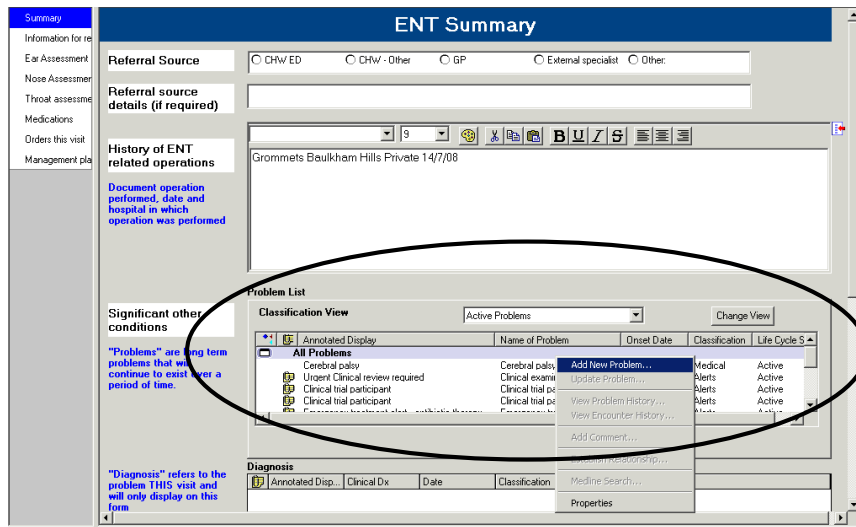 Summary
Information for re
Ear Assessment
Nose Assessmer
Throat assessme
Medications
Orders this visit
Management pla
ENT Summary
Referral Source
CHW ED
CHW - Other
GP
External specialist
Other:
Referral source
details (if required)
9
B U I S
History of ENT
related operations
Grommets Baulkham Hills Private 14/7/08
Document operation
performed, date and
hospital in which
operation was performed
Problem List
Classification View
Active Problems
Change View
Significant other
conditions
"Problems" are long term
problems that will
continue to exist over a
period of time.
Annotated Display Name of Problem Onset Date Classification Life Cycle S
All Problems
Cerebral palsy Cerebral palsy Medical Active
Urgent Clinical review required Clinical examin Alerts Active
Clinical trial participant Clinical trial pa Alerts Active
Clinical trial participant Clinical trial pa Alerts Active
Add New Problem...
Update Problem...
View Problem History...
View Encounter History...
Add Comment...
Establish Relationship...
Medline Search...
Properties
"Diagnosis" refers to the
problem THIS visit and
will only display on this
form
Diagnosis
Annotated Disp... Clinical Dx Date Classification